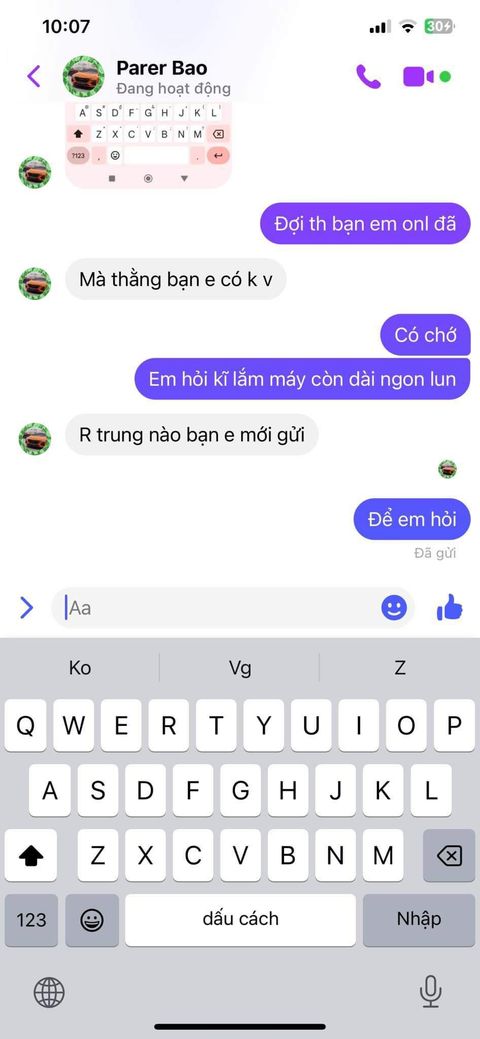 10:07
30
Parer Bao
Đang hoạt động
A S D F G H J K L
Z X C V B N M
?123 , .
Đợi th bạn em onl đã
Mà thằng bạn e có k v
Có chớ
Em hỏi kĩ lắm máy còn dài ngon lun
R trung nào bạn e mới gửi
Để em hỏi
Đã gửi
Aa
Ko Vg Z
Q W E R T Y U I O P
A S D F G H J K L
Z X C V B N M
123 dấu cách Nhập